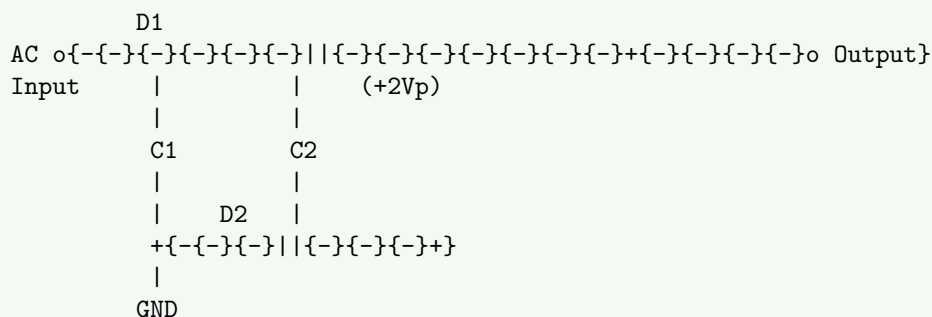 D1
AC o{-{-}{-}{-}{-}{-}||{-}{-}{-}{-}{-}{-}{-}+{-}{-}{-}{-}o Output}
Input | | (+2Vp)
| |
C1 C2
| |
| D2 |
+{-{-}{-}||{-}{-}{-}+}
|
GND